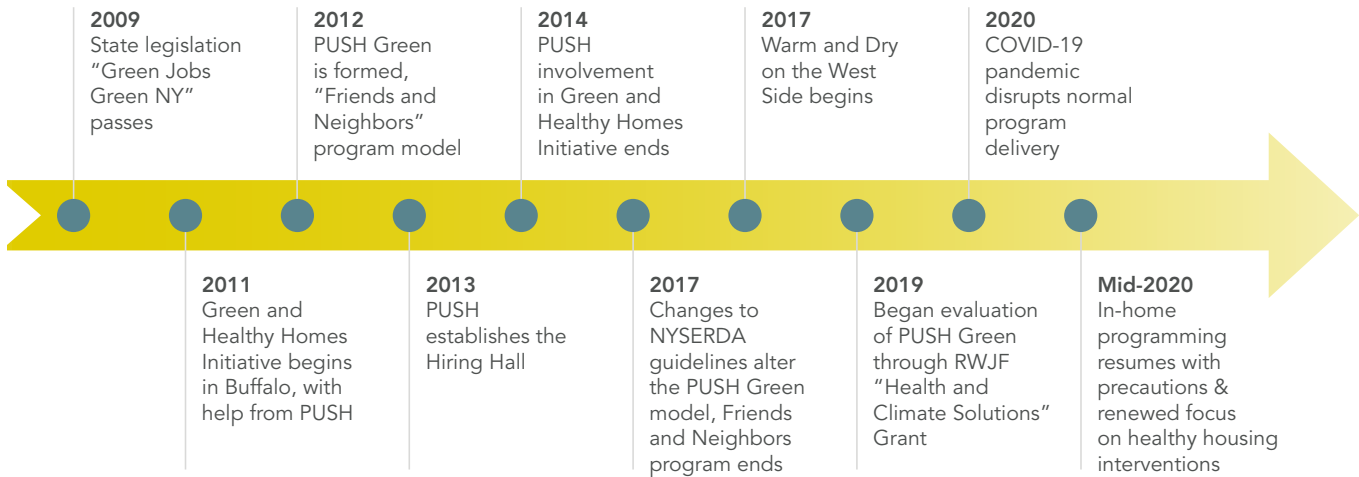 2009
State legislation
“Green Jobs
Green NY”
passes
2011
Green and
Healthy Homes
Initiative begins
in Buffalo, with
help from PUSH
2012
PUSH Green
is formed,
“Friends and
Neighbors”
program model
2013
PUSH
establishes the
Hiring Hall
2014
PUSH
involvement
in Green and
Healthy Homes
Initiative ends
2017
Changes to
NYSERDA
guidelines alter
the PUSH Green
model, Friends
and Neighbors
program ends
2017
Warm and Dry
on the West
Side begins
2019
Began evaluation
of PUSH Green
through RWJF
“Health and
Climate Solutions”
Grant
2020
COVID-19
pandemic
disrupts normal
program
delivery
Mid-2020
In-home
programming
resumes with
precautions &
renewed focus
on healthy housing
interventions